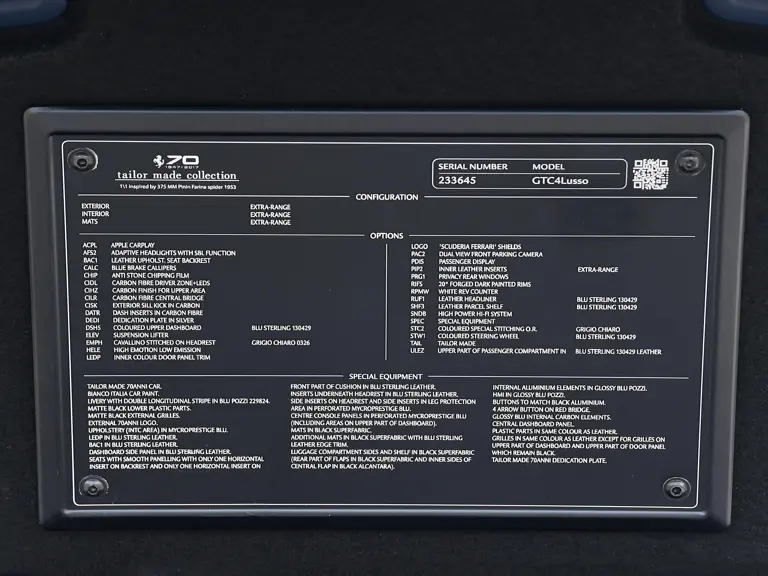 70
1947-2017
tailor made collection
1\1 Inspired by 375 MM Pinin Farina spider 1953
SERIAL NUMBER MODEL
233645 GTC4Lusso
CONFIGURATION
EXTERIOR EXTRA-RANGE
INTERIOR EXTRA-RANGE
MATS EXTRA-RANGE
OPTIONS
ACPL APPLE CARPLAY
AFS2 ADAPTIVE HEADLIGHTS WITH SBL FUNCTION
BAC1 LEATHER UPHOLST. SEAT BACKREST
CALC BLUE BRAKE CALLIPERS
CHIP ANTI STONE CHIPPING FILM
CIDL CARBON FIBRE DRIVER ZONE+LEDS
CIHZ CARBON FINISH FOR UPPER AREA
CILR CARBON FIBRE CENTRAL BRIDGE
CISK EXTERIOR SILL KICK IN CARBON
DATR DASH INSERTS IN CARBON FIBRE
DEDI DEDICATION PLATE IN SILVER
DSH5 COLOURED UPPER DASHBOARD BLU STERLING 130429
ELEV SUSPENSION LIFTER
EMPH CAVALLINO STITCHED ON HEADREST GRIGIO CHIARO 0326
HELE HIGH EMOTION LOW EMISSION
LEDP INNER COLOUR DOOR PANEL TRIM
LOGO 'SCUDERIA FERRARI' SHIELDS
PAC2 DUAL VIEW FRONT PARKING CAMERA
PDIS PASSENGER DISPLAY
PIP2 INNER LEATHER INSERTS EXTRA-RANGE
PRG1 PRIVACY REAR WINDOWS
RIFS 20" FORGED DARK PAINTED RIMS
RPMW WHITE REV COUNTER
RUF1 LEATHER HEADLINER BLU STERLING 130429
SHF3 LEATHER PARCEL SHELF BLU STERLING 130429
SNDB HIGH POWER HI-FI SYSTEM
SPEC SPECIAL EQUIPMENT
STC2 COLOURED SPECIAL STITCHING O.R. GRIGIO CHIARO
STW1 COLOURED STEERING WHEEL BLU STERLING 130429
TAIL TAILOR MADE
ULEZ UPPER PART OF PASSENGER COMPARTMENT IN BLU STERLING 130429 LEATHER
SPECIAL EQUIPMENT
TAILOR MADE 70ANNI CAR.
BIANCO ITALIA CAR PAINT.
LIVERY WITH DOUBLE LONGITUDINAL STRIPE IN BLU POZZI 229824.
MATTE BLACK LOWER PLASTIC PARTS.
MATTE BLACK EXTERNAL GRILLES.
EXTERNAL 70ANNI LOGO.
UPHOLSTERY (NTC AREA) IN MYCROPRESTIGE BLU.
LEDP IN BLU STERLING LEATHER.
BAC1 IN BLU STERLING LEATHER.
DASHBOARD SIDE PANEL IN BLU STERLING LEATHER.
SEATS WITH SMOOTH PANELLING WITH ONLY ONE HORIZONTAL
INSERT ON BACKREST AND ONLY ONE HORIZONTAL INSERT ON
FRONT PART OF CUSHION IN BLU STERLING LEATHER.
INSERTS UNDERNEATH HEADREST IN BLU STERLING LEATHER.
SIDE INSERTS ON HEADREST AND SIDE INSERTS IN LEG PROTECTION
AREA IN PERFORATED MYCROPRESTIGE BLU.
CENTRE CONSOLE PANELS IN PERFORATED MYCROPRESTIGE BLU
(INCLUDING AREAS ON UPPER PART OF DASHBOARD).
MATS IN BLACK SUPERFABRIC.
ADDITIONAL MATS IN BLACK SUPERFABRIC WITH BLU STERLING
LEATHER EDGE TRIM.
LUGGAGE COMPARTMENT SIDES AND SHELF IN BLACK SUPERFABRIC
(REAR PART OF FLAPS IN BLACK SUPERFABRIC AND INNER SIDES OF
CENTRAL FLAP IN BLACK ALCANTARA).
INTERNAL ALUMINIUM ELEMENTS IN GLOSSY BLU POZZI.
HMI IN GLOSSY BLU POZZI.
BUTTONS TO MATCH BLACK ALUMINIUM.
4 ARROW BUTTON ON RED BRIDGE.
GLOSSY BLU INTERNAL CARBON ELEMENTS.
CENTRAL DASHBOARD PANEL.
PLASTIC PARTS IN SAME COLOUR AS LEATHER.
GRILLES IN SAME COLOUR AS LEATHER EXCEPT FOR GRILLES ON
UPPER PART OF DASHBOARD AND UPPER PART OF DOOR PANEL
WHICH REMAIN BLACK.
TAILOR MADE 70ANNI DEDICATION PLATE.